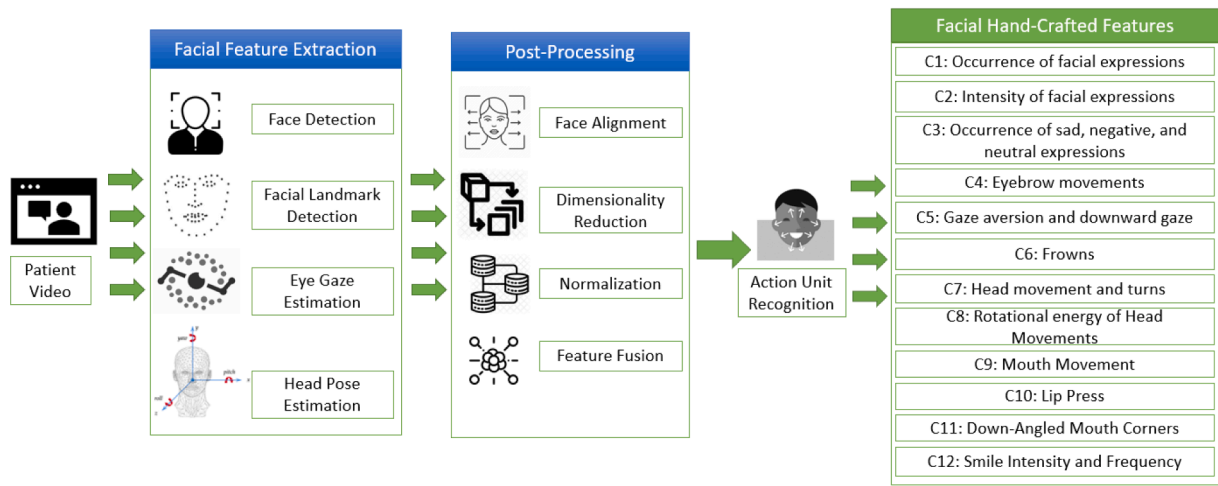 Patient
Video
Facial Feature Extraction
Face Detection
Facial Landmark
Detection
Eye Gaze
Estimation
y
yaw
pitch
x
roll
z
Head Pose
Estimation
Post-Processing
Face Alignment
Dimensionality
Reduction
Normalization
Feature Fusion
Action Unit
Recognition
Facial Hand-Crafted Features
C1: Occurrence of facial expressions
C2: Intensity of facial expressions
C3: Occurrence of sad, negative, and
neutral expressions
C4: Eyebrow movements
C5: Gaze aversion and downward gaze
C6: Frowns
C7: Head movement and turns
C8: Rotational energy of Head
Movements
C9: Mouth Movement
C10: Lip Press
C11: Down-Angled Mouth Corners
C12: Smile Intensity and Frequency